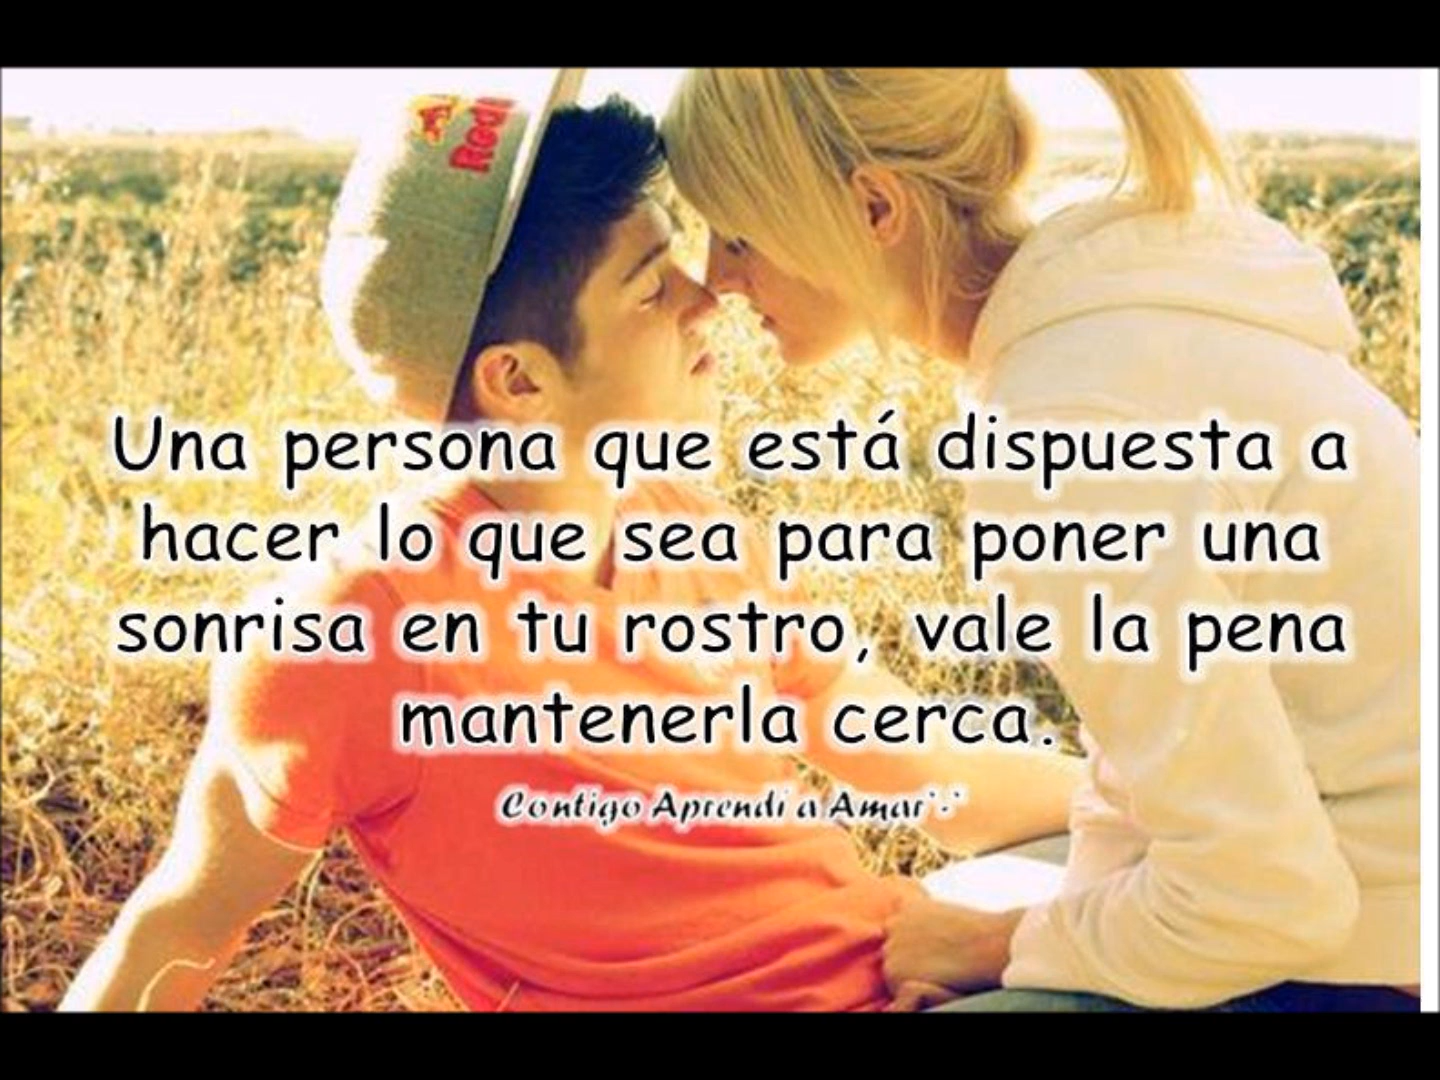 Redl
Una persona que está dispuesta a
hacer lo que sea para poner una
sonrisa en tu rostro, vale la pena
mantenerla cerca.
Contigo Aprendi a Amar`·´